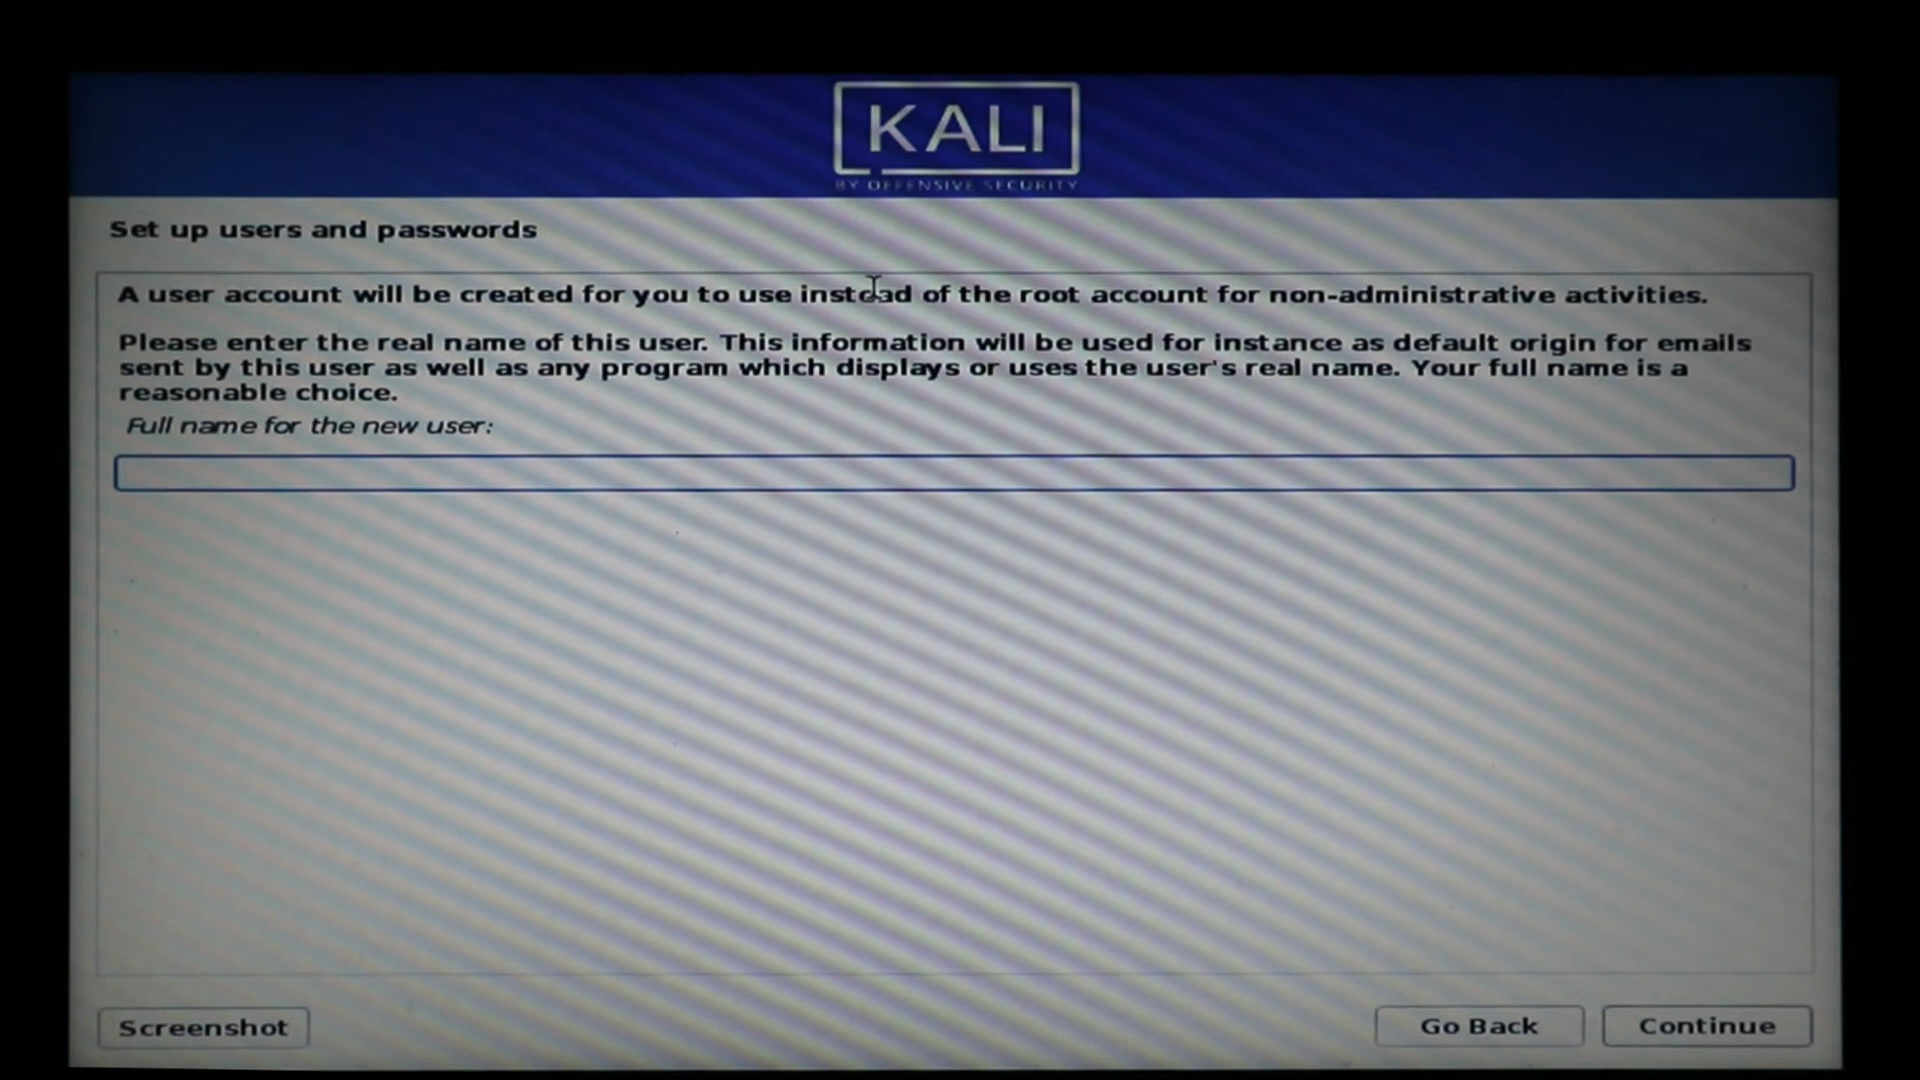 KALI
BY OFFENSIVE SECURITY
Set up users and passwords
A user account will be created for you to use instead of the root account for non-administrative activities.
Please enter the real name of this user. This information will be used for instance as default origin for emails
sent by this user as well as any program which displays or uses the user's real name. Your full name is a
reasonable choice.
Full name for the new user:
Screenshot
Go Back
Continue